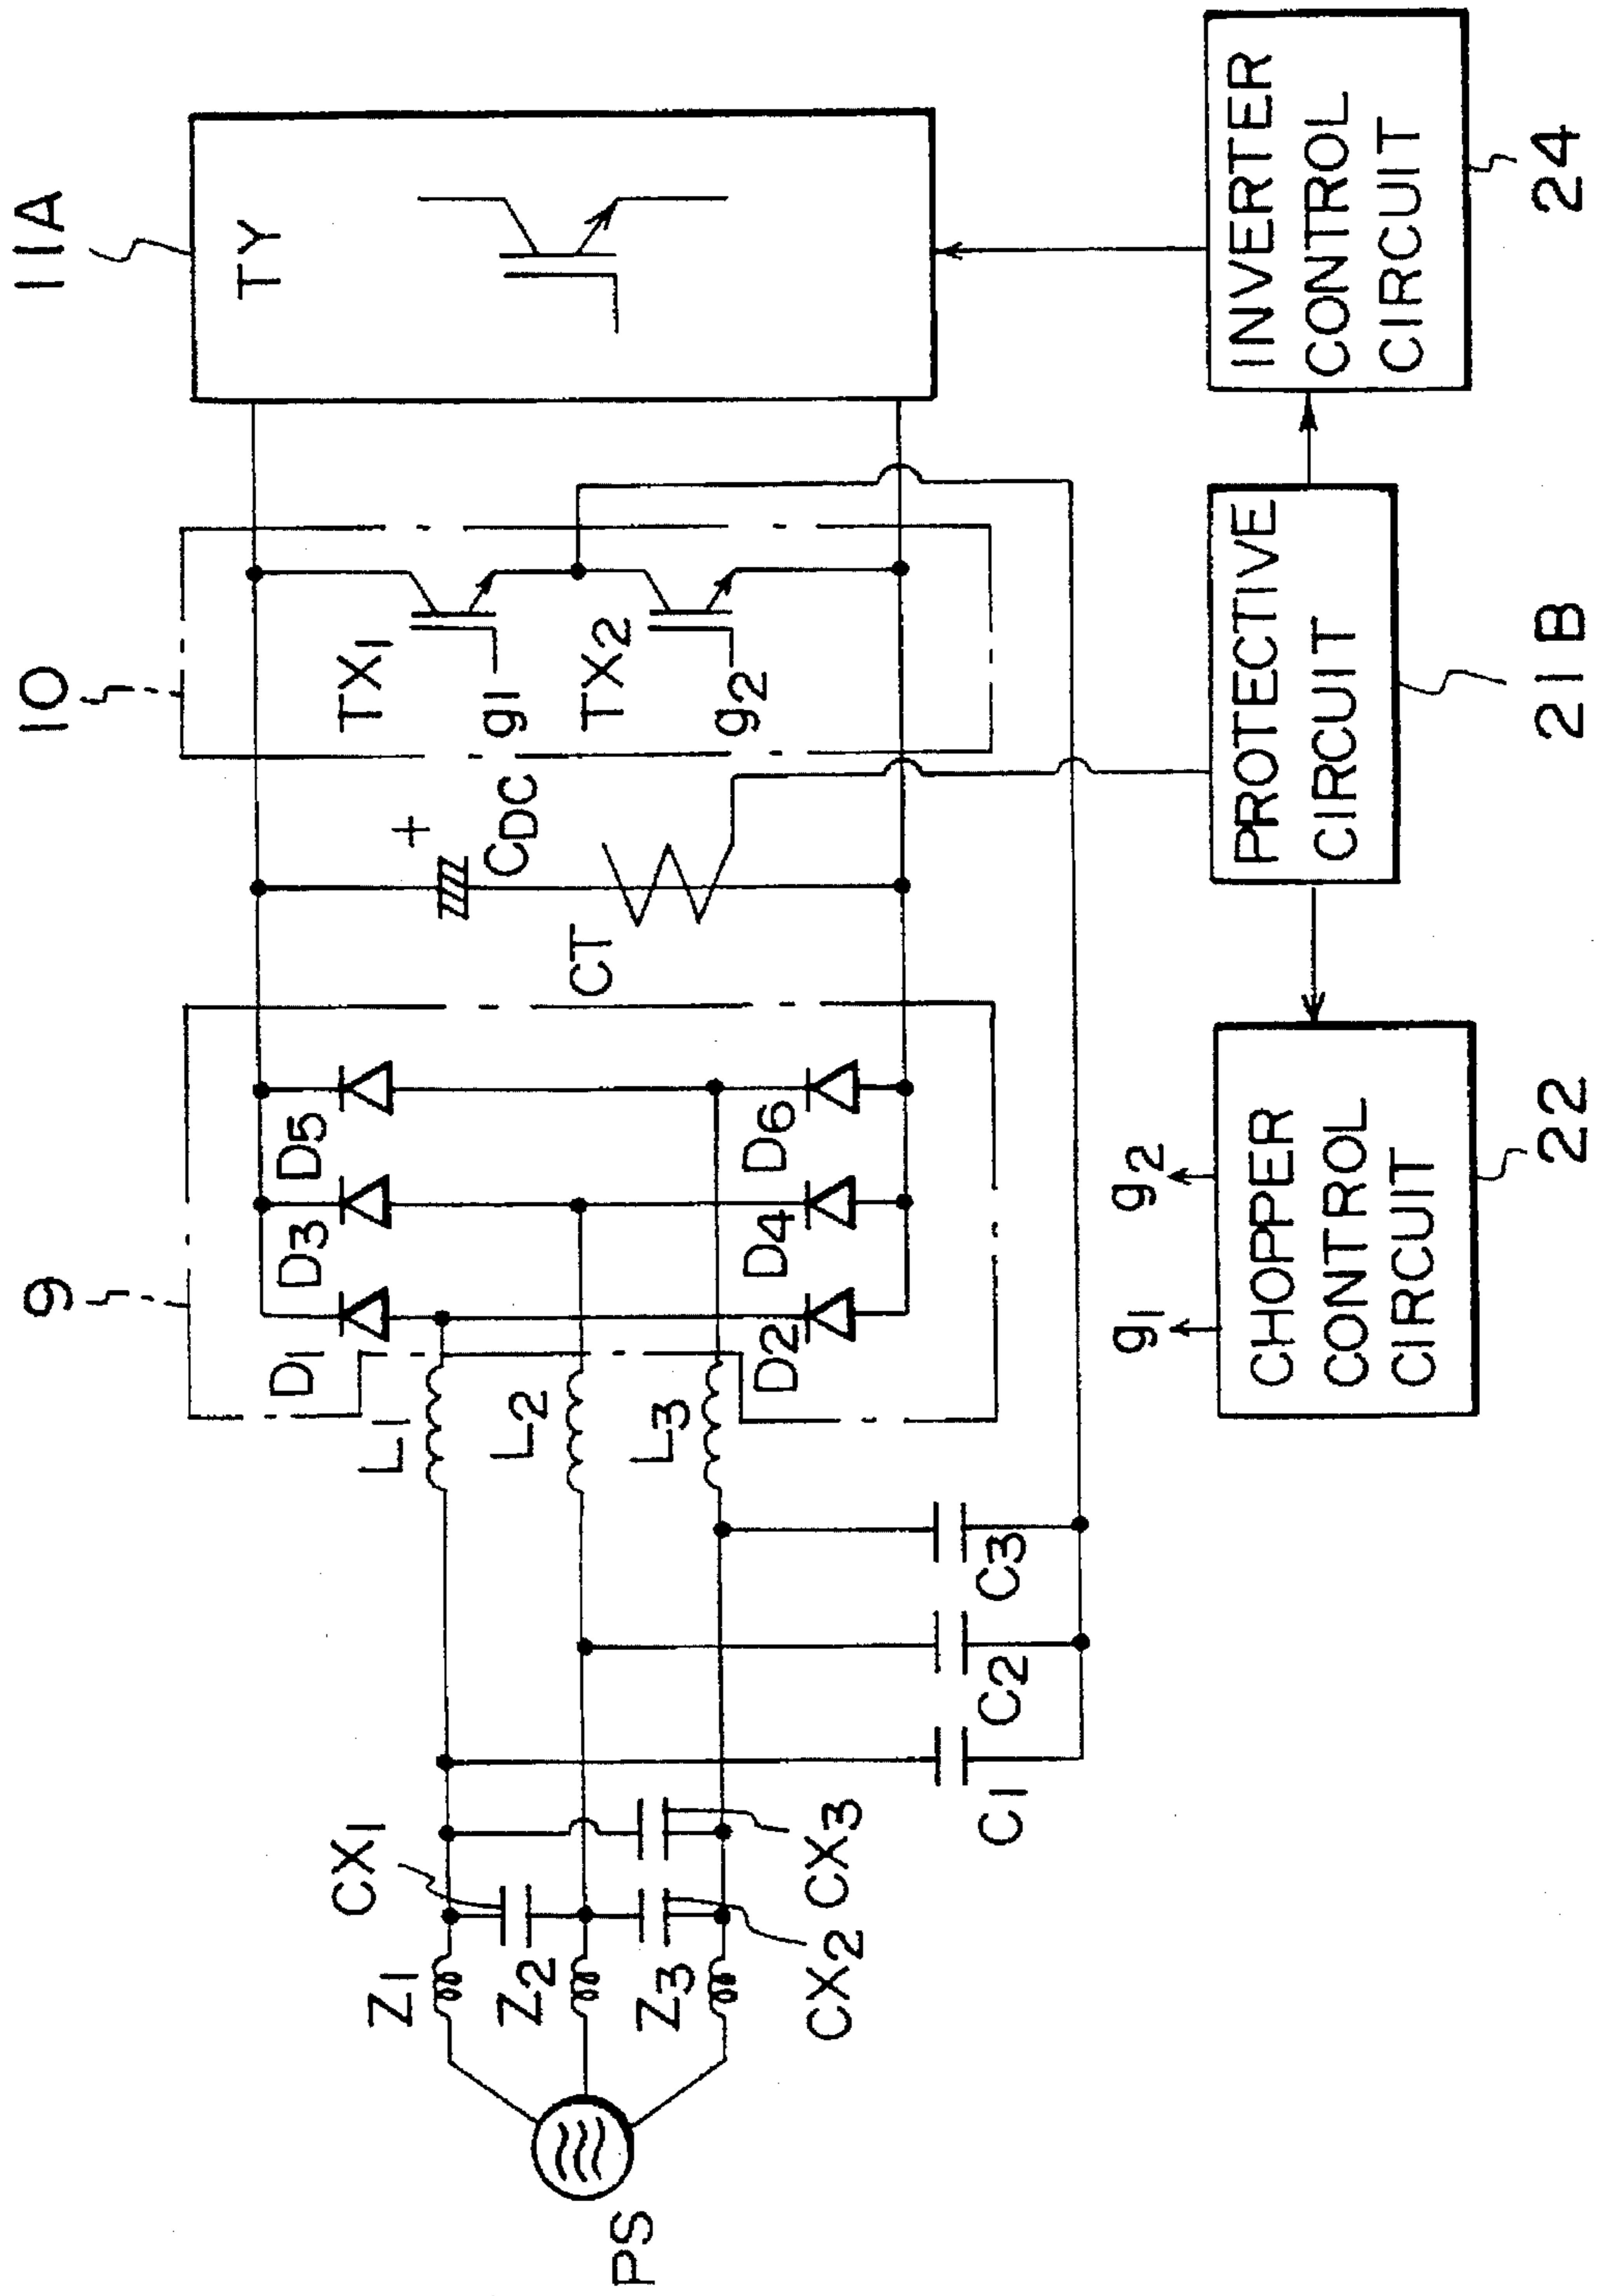 9
10
11A
D1
D3
D5
TX1
g1
TX2
g2
TY
+
CDC
CT
L1
L2
L3
D2
D4
D6
CX1
Z1
Z2
Z3
CX3
CX2
PS
C1
C2
C3
g1
g2
CHOPPER
CONTROL
CIRCUIT
22
PROTECTIVE
CIRCUIT
21B
INVERTER
CONTROL
CIRCUIT
24